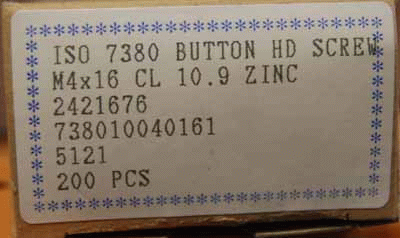 ISO 7380 BUTTON HD SCREW
M4x16 CL 10.9 ZINC
2421676
738010040161
5121
200 PCS